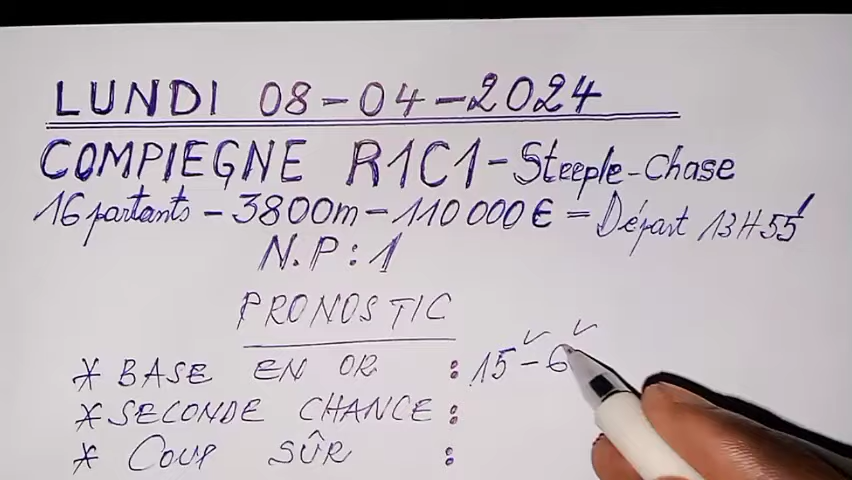 LUNDI 08-04-2024
COMPIEGNE R1C1-Steeple-Chase
16 partants - 3800m - 110 000€ = Départ 13H55'
N.P: 1
PRONOSTIC
* BASE EN OR : 15-6
* SECONDE CHANCE :
* COUP SÛR :